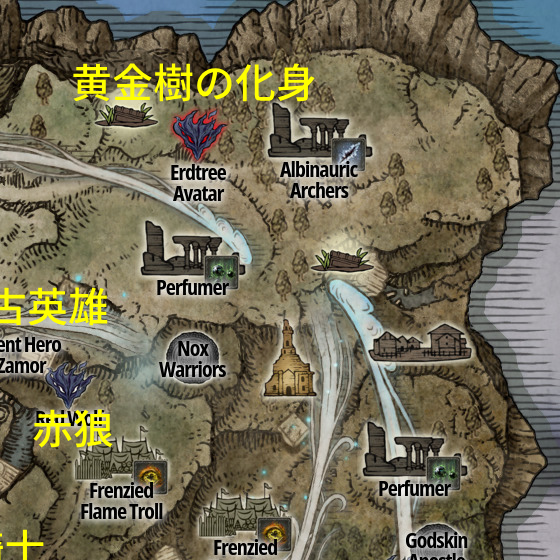 黄金樹の化身
Erdtree
Avatar
Albinauric
Archers
Perfumer
古英雄
ent Hero
Zamor
Nox
Warriors
赤狼
Frenzied
Flame Troll
Perfumer
Frenzied
Godskin
Apostle
士